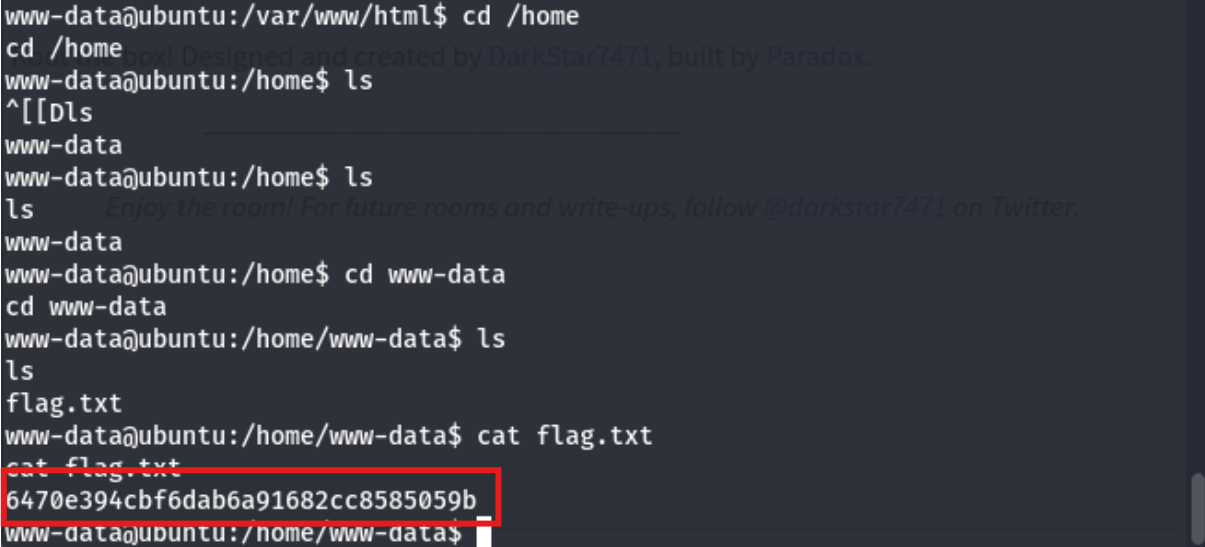 www-data@ubuntu:/var/www/html$ cd /home
cd /home
Root the box! Designed and created by DarkStar7471, built by Paradox.
www-data@ubuntu:/home$ ls
^[[Dls
www-data
www-data@ubuntu:/home$ ls
ls
Enjoy the room! For future rooms and write-ups, follow @darkstar7471 on Twitter.
www-data
www-data@ubuntu:/home$ cd www-data
cd www-data
www-data@ubuntu:/home/www-data$ ls
ls
flag.txt
www-data@ubuntu:/home/www-data$ cat flag.txt
cat flag.txt
6470e394cbf6dab6a91682cc8585059b
www-data@ubuntu:/home/www-data$